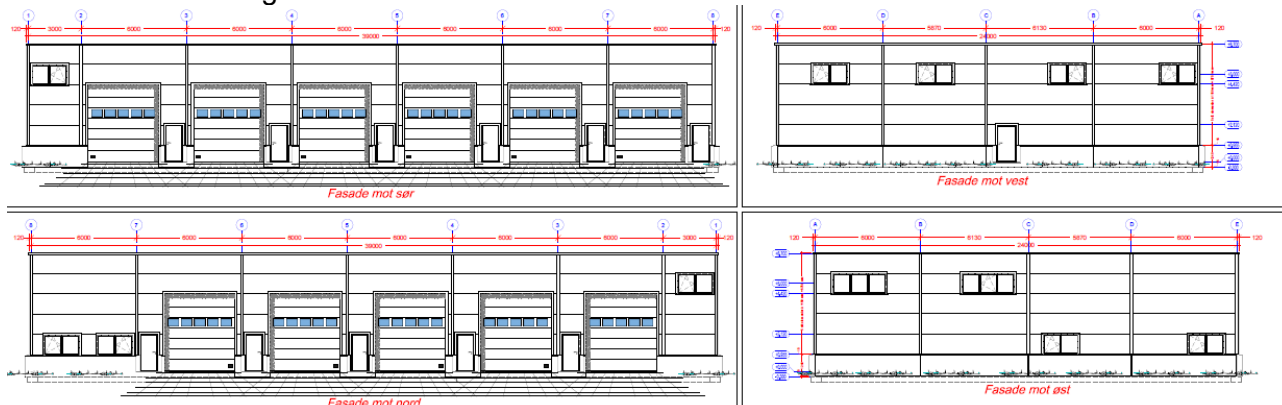 1 2 3 4 5 6 7 8
120 3000 6000 6000 6000 6000 6000 6000 120
39000
Fasade mot sør
E D C B A
120 6000 5870 6130 6000 120
24000
Fasade mot vest
8 7 6 5 4 3 2 1
120 6000 6000 6000 6000 6000 6000 3000 120
39000
Fasade mot nord
A B C D E
120 6000 6130 5870 6000 120
24000
Fasade mot øst